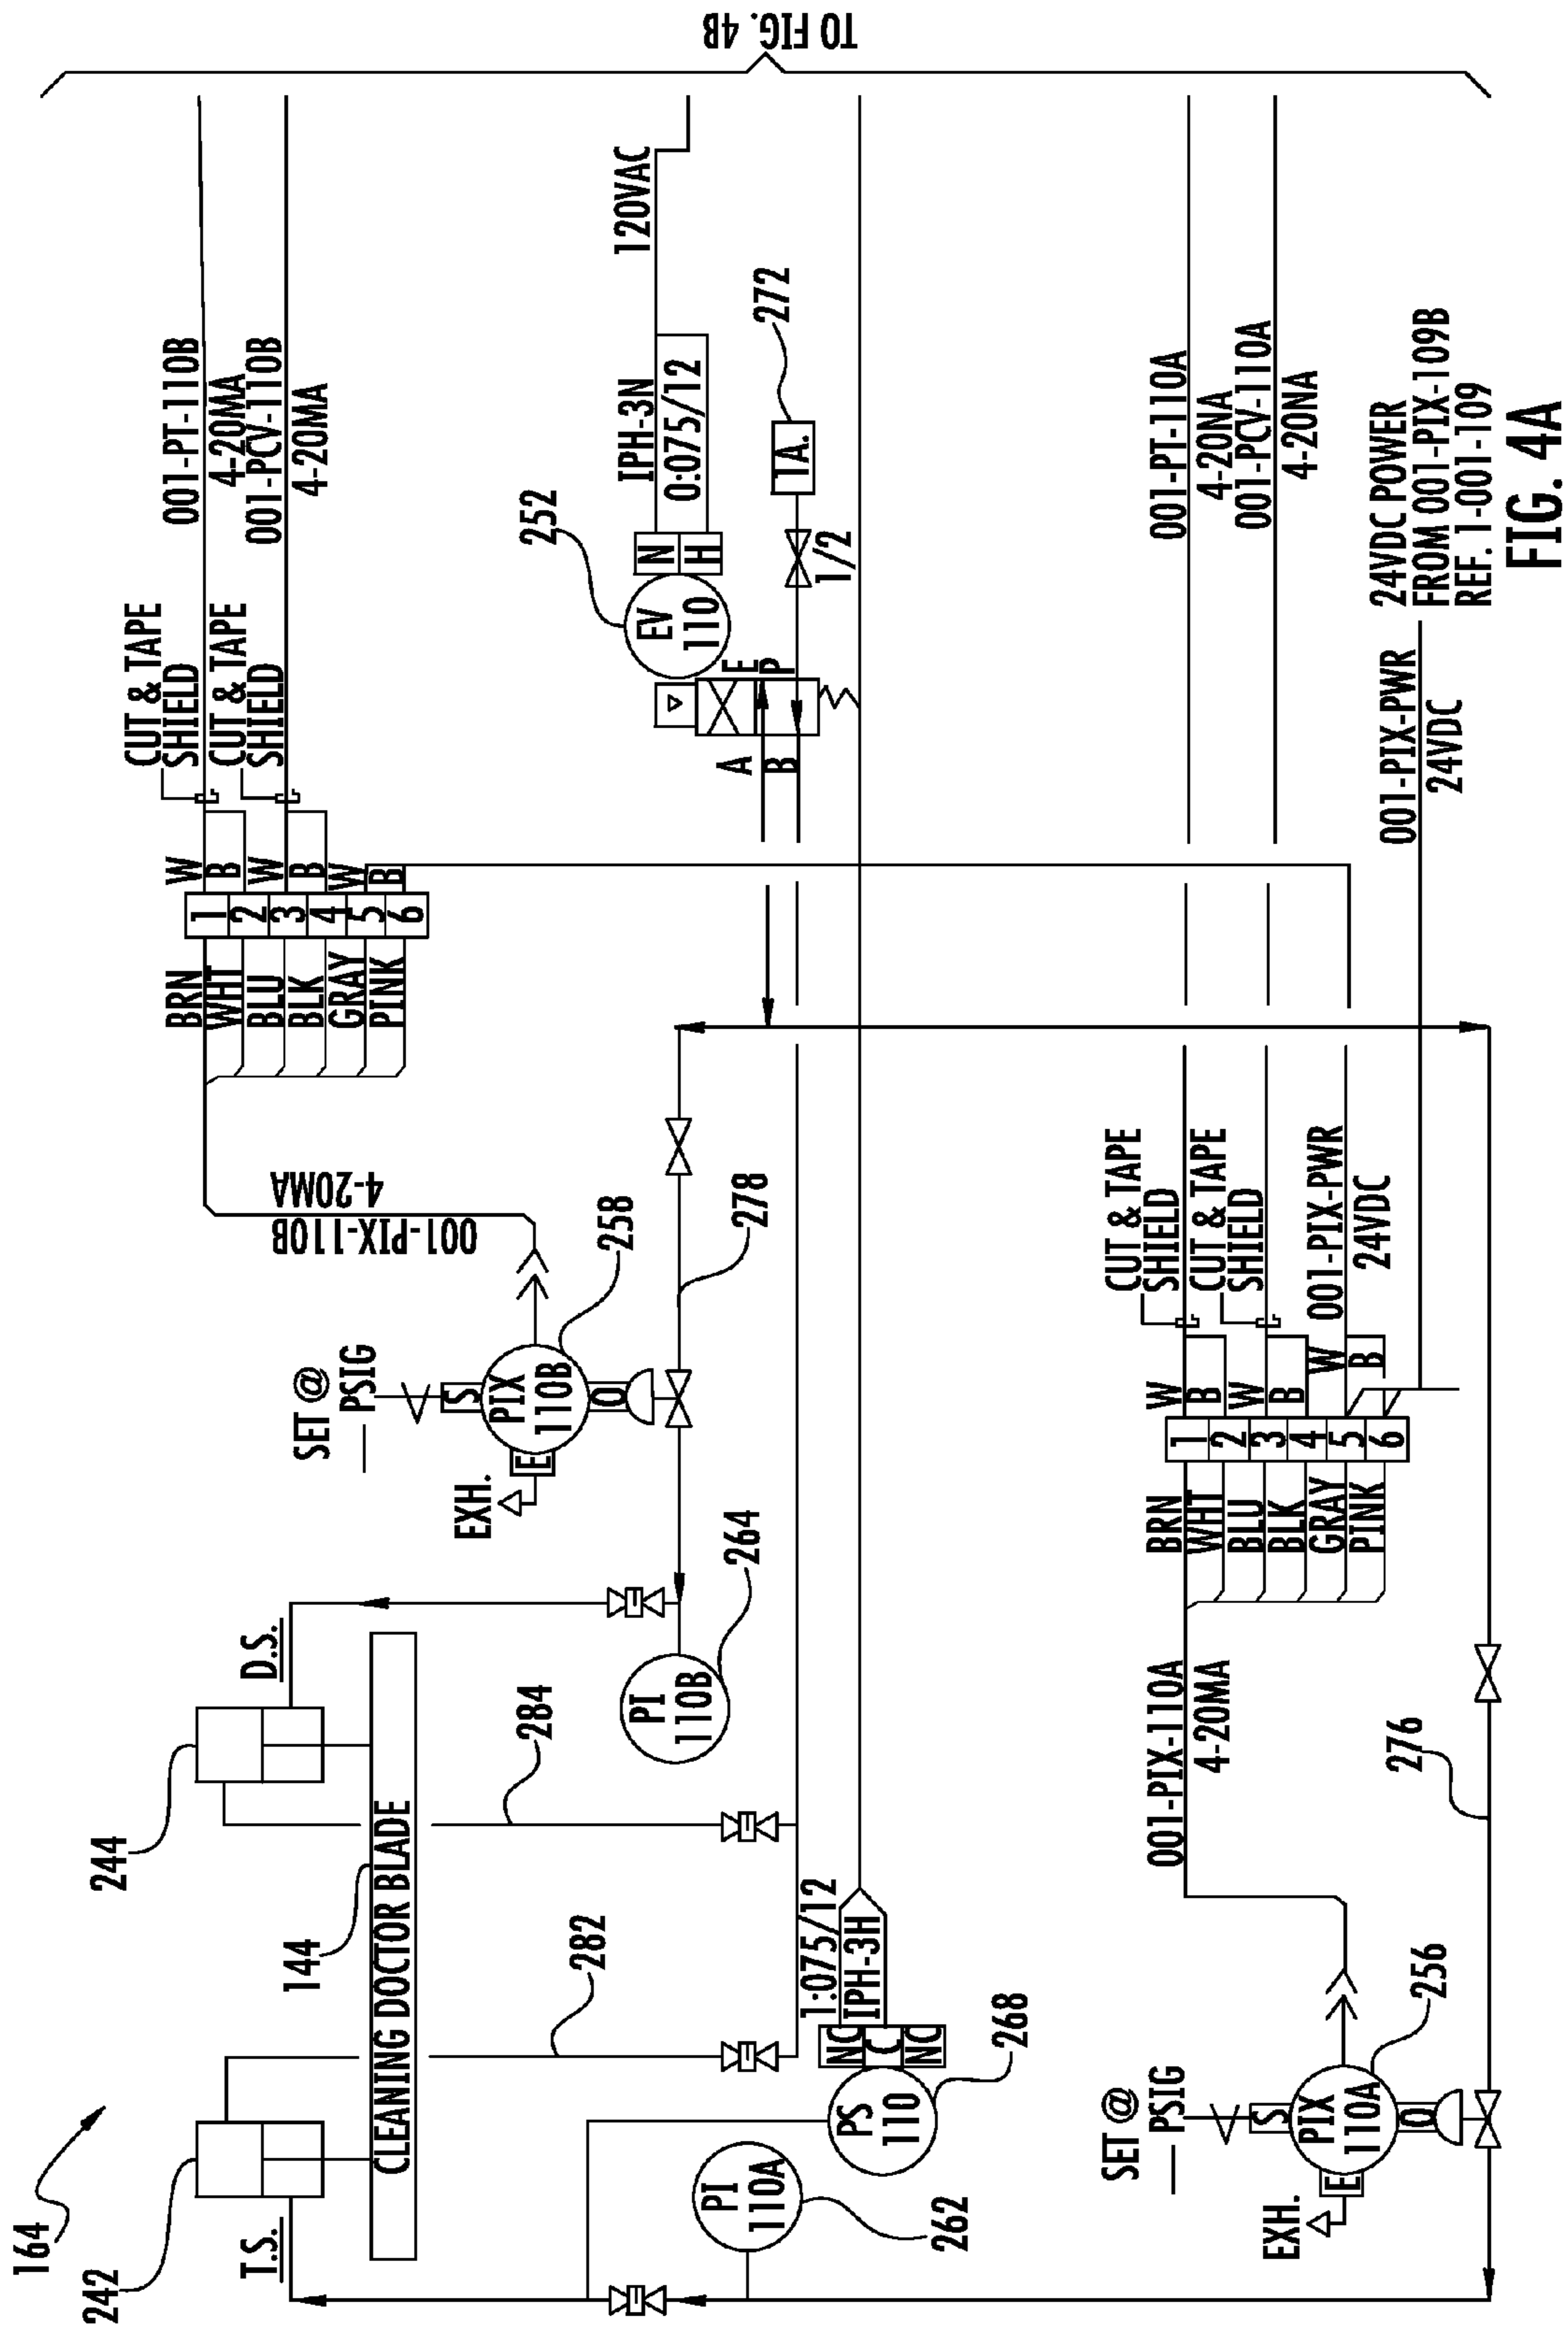 164
242
T.S.
244
D.S.
144
CLEANING DOCTOR BLADE
282
284
PI
110A
262
PS
110
268
NC
C
NC
1:075/12
IPH-3H
PI
110B
264
SET @
__ PSIG
EXH.
E
S
PIX
110B
O
258
278
001-PIX-110B
4-20MA
BRN
WHT
BLU
BLK
GRAY
PINK
1
2
3
4
5
6
W
B
W
B
W
B
CUT & TAPE
SHIELD
CUT & TAPE
SHIELD
001-PT-110B
4-20MA
001-PCV-110B
4-20MA
252
EV
110
N
H
IPH-3N
0:075/12
120VAC
A
B
E
P
1/2
1A.
272
TO FIG. 4B
SET @
__ PSIG
EXH.
E
S
PIX
110A
O
256
276
001-PIX-110A
4-20MA
BRN
WHT
BLU
BLK
GRAY
PINK
1
2
3
4
5
6
W
B
W
B
W
B
CUT & TAPE
SHIELD
CUT & TAPE
SHIELD
001-PIX-PWR
24VDC
001-PT-110A
4-20NA
001-PCV-110A
4-20NA
001-PIX-PWR
24VDC
24VDC POWER
FROM 001-PIX-109B
REF. 1-001-109
FIG. 4A